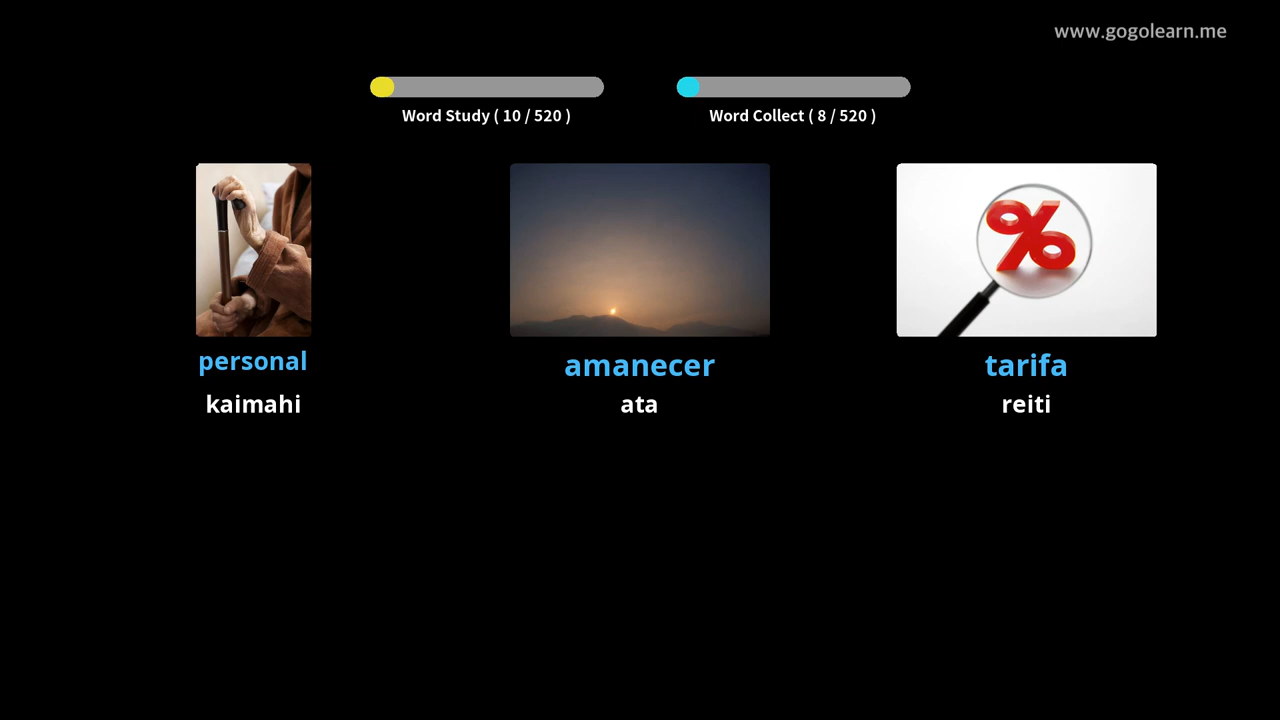 www.gogolearn.me
Word Study ( 10 / 520 )
Word Collect ( 8 / 520 )
personal
amanecer
tarifa
kaimahi
ata
reiti